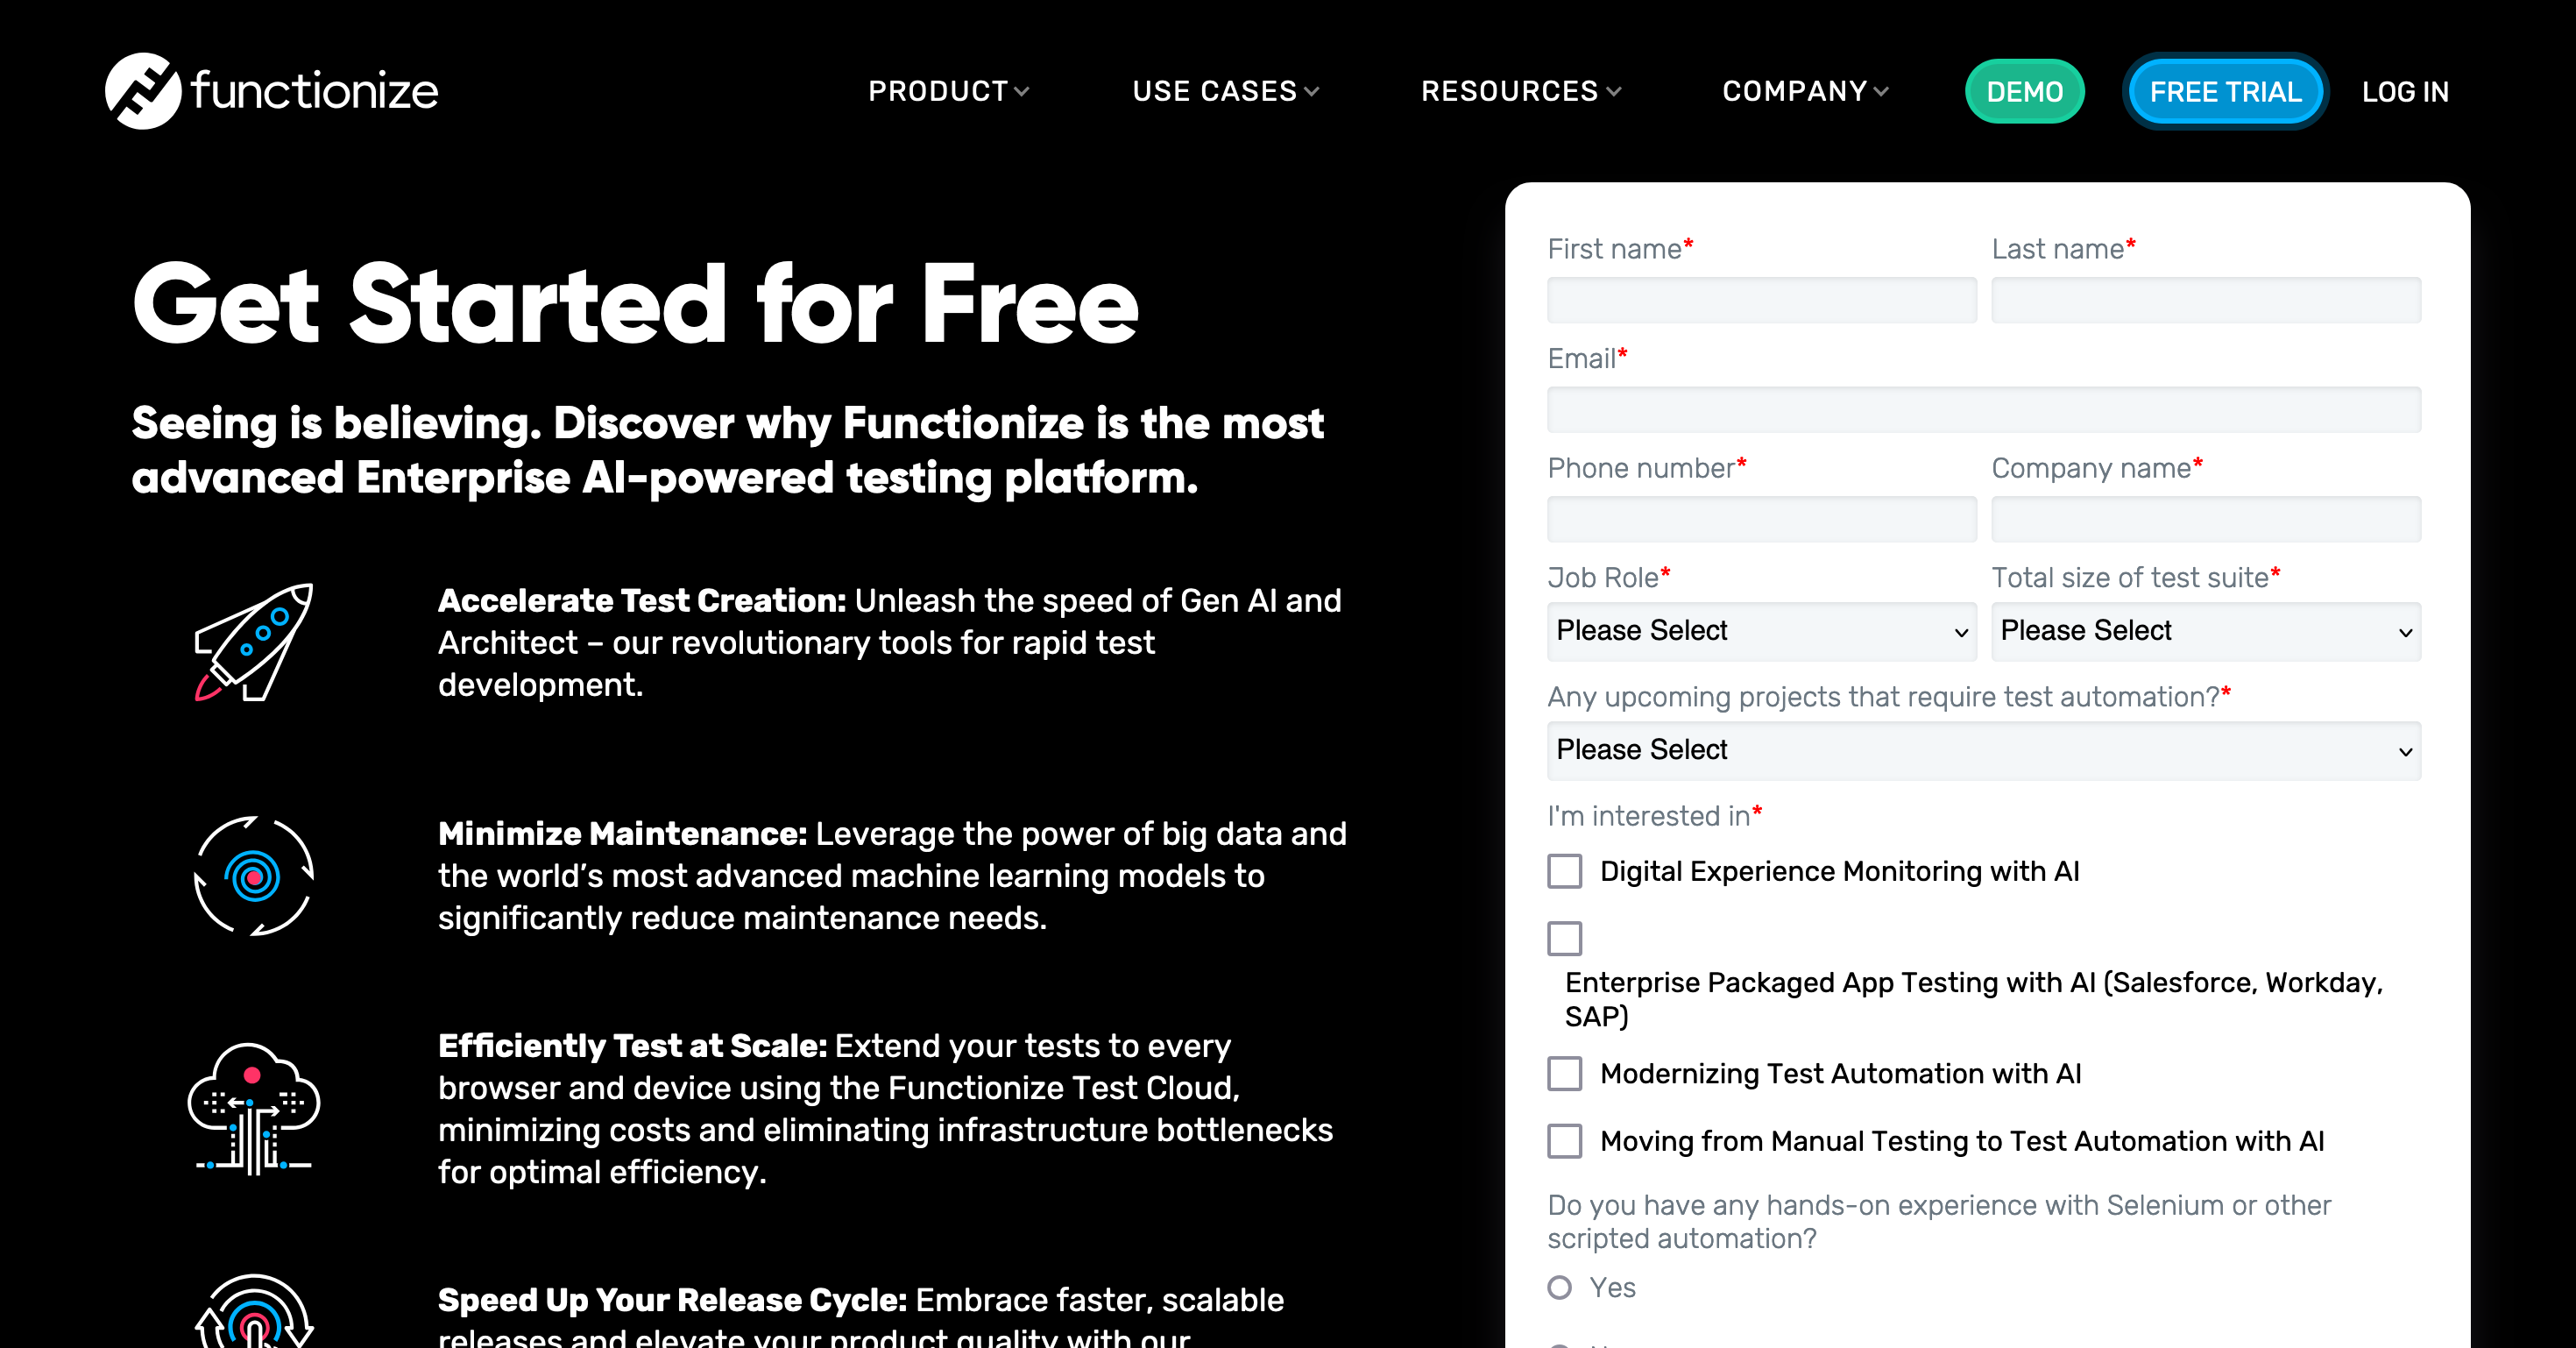 functionize
PRODUCT
USE CASES
RESOURCES
COMPANY
DEMO
FREE TRIAL
LOG IN
Get Started for Free
Seeing is believing. Discover why Functionize is the most
advanced Enterprise AI-powered testing platform.
Accelerate Test Creation: Unleash the speed of Gen AI and
Architect – our revolutionary tools for rapid test
development.
Minimize Maintenance: Leverage the power of big data and
the world’s most advanced machine learning models to
significantly reduce maintenance needs.
Efficiently Test at Scale: Extend your tests to every
browser and device using the Functionize Test Cloud,
minimizing costs and eliminating infrastructure bottlenecks
for optimal efficiency.
Speed Up Your Release Cycle: Embrace faster, scalable
releases and elevate your product quality with our
First name*
Last name*
Email*
Phone number*
Company name*
Job Role*
Total size of test suite*
Please Select
Please Select
Any upcoming projects that require test automation?*
Please Select
I'm interested in*
Digital Experience Monitoring with AI
Enterprise Packaged App Testing with AI (Salesforce, Workday,
SAP)
Modernizing Test Automation with AI
Moving from Manual Testing to Test Automation with AI
Do you have any hands-on experience with Selenium or other
scripted automation?
Yes